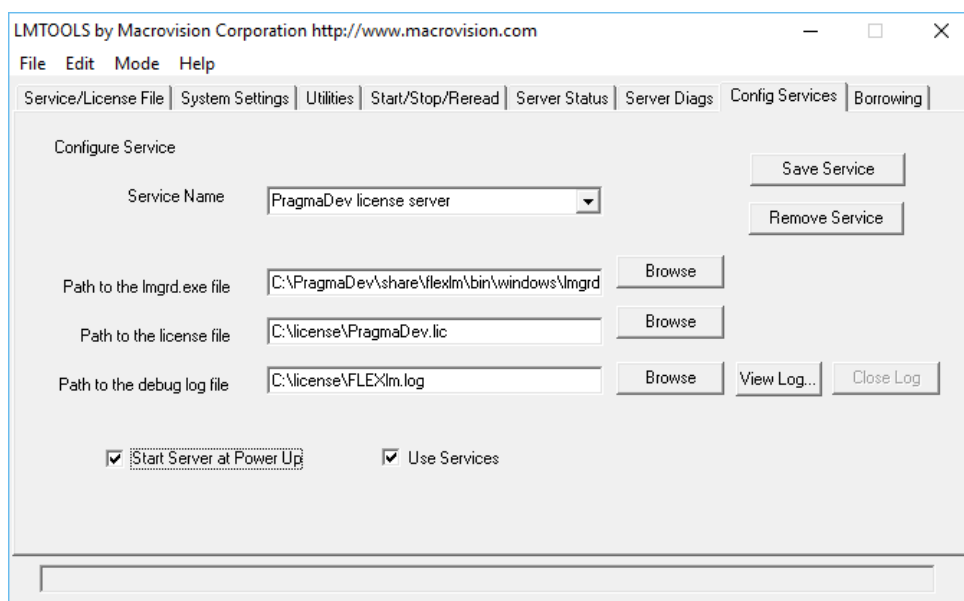 LMTOOLS by Macrovision Corporation http://www.macrovision.com
File Edit Mode Help
Service/License File System Settings Utilities Start/Stop/Reread Server Status Server Diags Config Services Borrowing
Configure Service
Save Service
Service Name PragmaDev license server
Remove Service
Path to the lmgrd.exe file C:\PragmaDev\share\flexlm\bin\windows\lmgrd Browse
Path to the license file C:\license\PragmaDev.lic Browse
Path to the debug log file C:\license\FLEXlm.log Browse View Log... Close Log
Start Server at Power Up Use Services